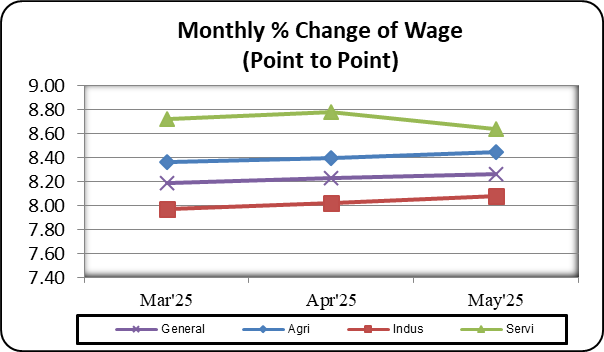 Monthly % Change of Wage
(Point to Point)
9.00
8.80
8.60
8.40
8.20
8.00
7.80
7.60
7.40
Mar'25 Apr'25 May'25
General Agri Indus Servi